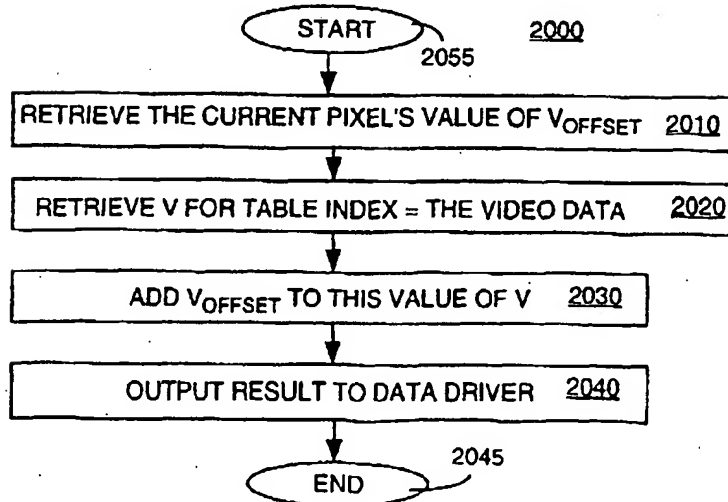 START 2000
2055
RETRIEVE THE CURRENT PIXEL'S VALUE OF VOFFSET 2010
RETRIEVE V FOR TABLE INDEX = THE VIDEO DATA 2020
ADD VOFFSET TO THIS VALUE OF V 2030
OUTPUT RESULT TO DATA DRIVER 2040
2045
END